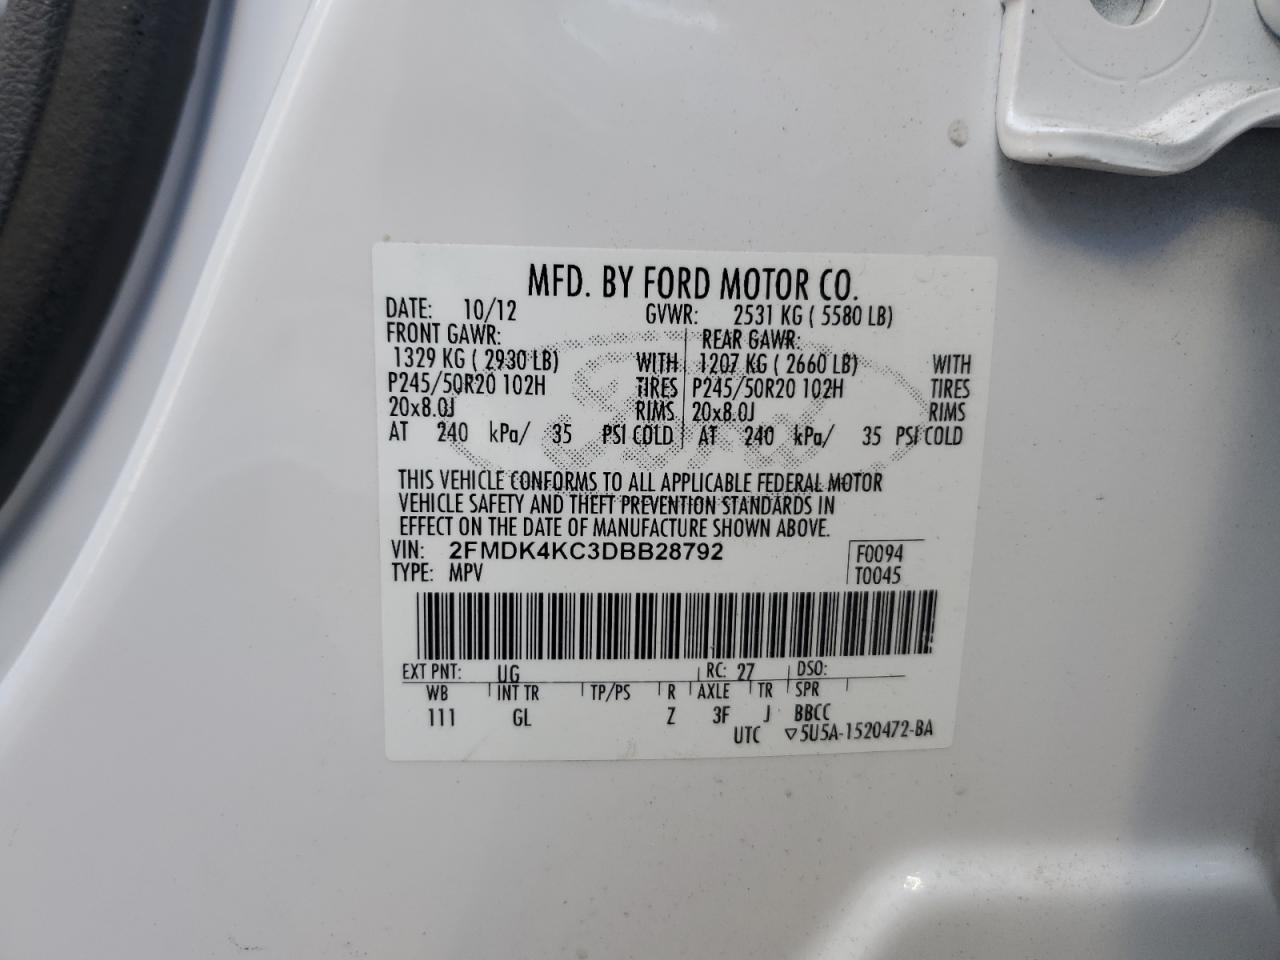 MFD. BY FORD MOTOR CO.
DATE: 10/12 GVWR: 2531 KG ( 5580 LB)
FRONT GAWR: REAR GAWR:
1329 KG ( 2930 LB) WITH 1207 KG ( 2660 LB) WITH
P245/50R20 102H TIRES P245/50R20 102H TIRES
20x8.0J RIMS 20x8.0J RIMS
AT 240 kPa/ 35 PSI COLD AT 240 kPa/ 35 PSI COLD
Ford
THIS VEHICLE CONFORMS TO ALL APPLICABLE FEDERAL MOTOR
VEHICLE SAFETY AND THEFT PREVENTION STANDARDS IN
EFFECT ON THE DATE OF MANUFACTURE SHOWN ABOVE.
VIN: 2FMDK4KC3DBB28792 F0094
TYPE: MPV T0045
EXT PNT: UG RC: 27 DSO:
WB INT TR TP/PS R AXLE TR SPR
111 GL Z 3F J BBCC
UTC ▽5U5A-1520472-BA